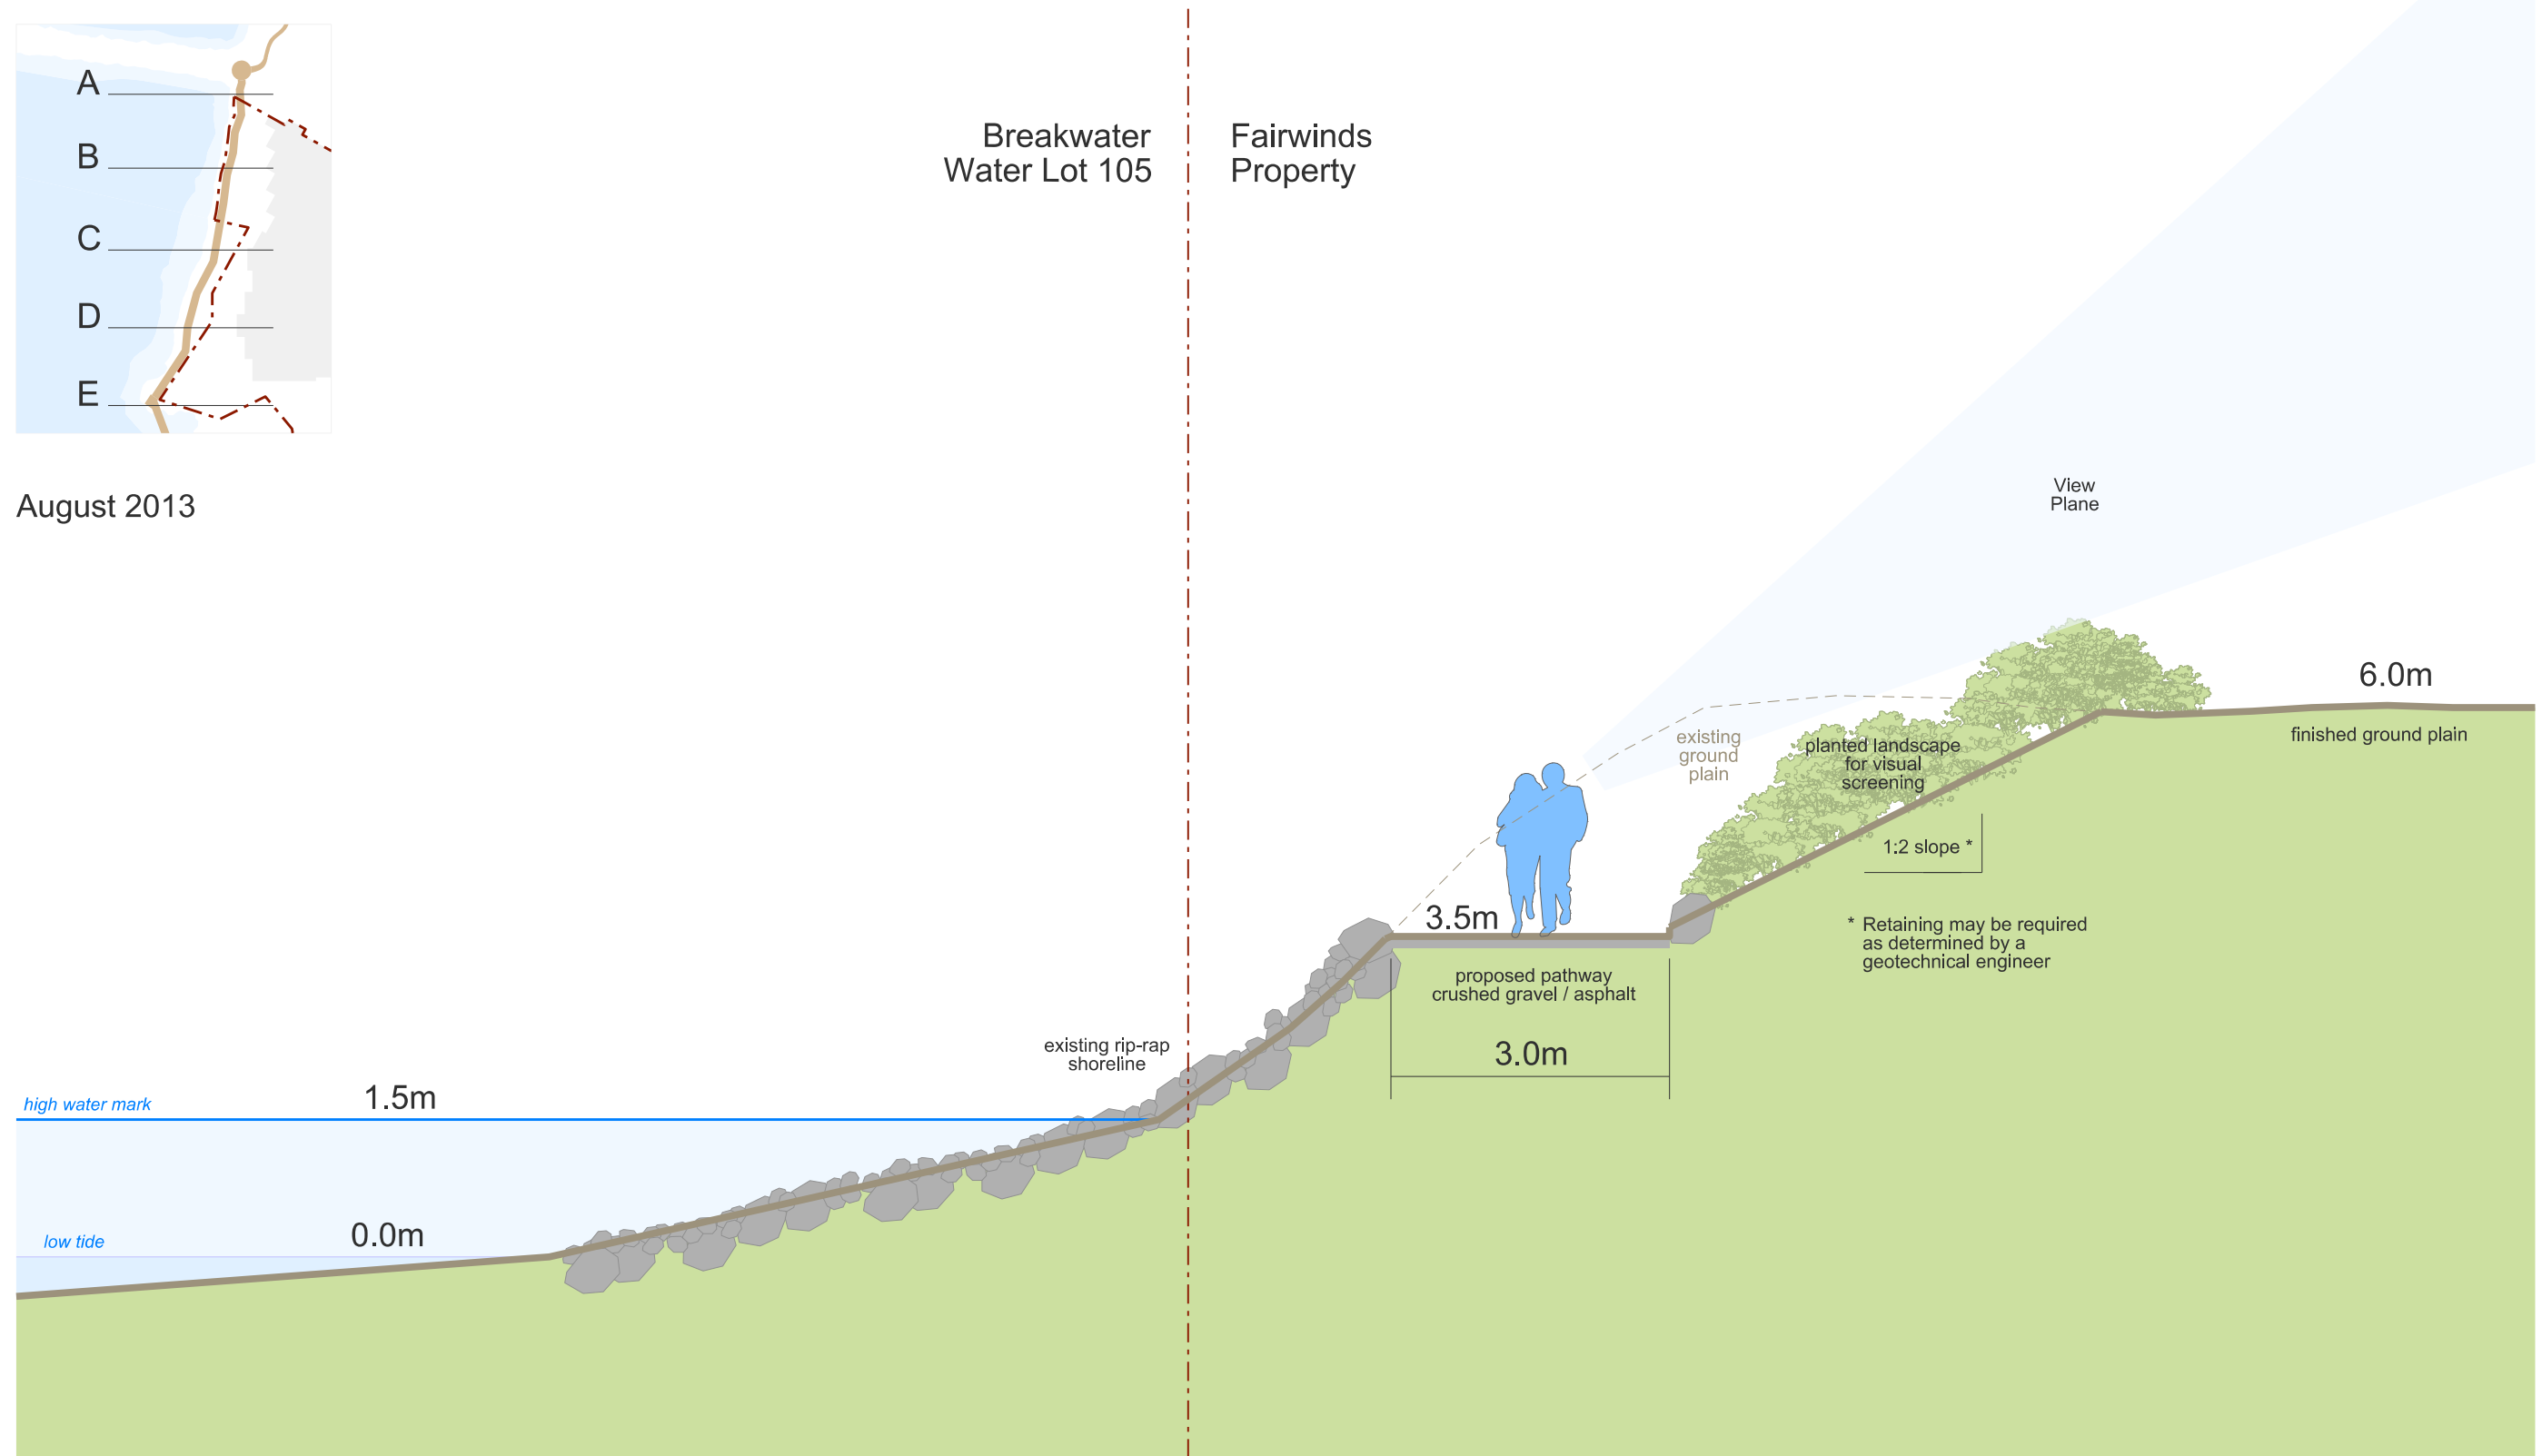 A
B
C
D
E
August 2013
Breakwater
Water Lot 105
Fairwinds
Property
View
Plane
6.0m
finished ground plain
existing
ground
plain
planted landscape
for visual
screening
1:2 slope *
* Retaining may be required
as determined by a
geotechnical engineer
3.5m
proposed pathway
crushed gravel / asphalt
3.0m
existing rip-rap
shoreline
high water mark
1.5m
low tide
0.0m